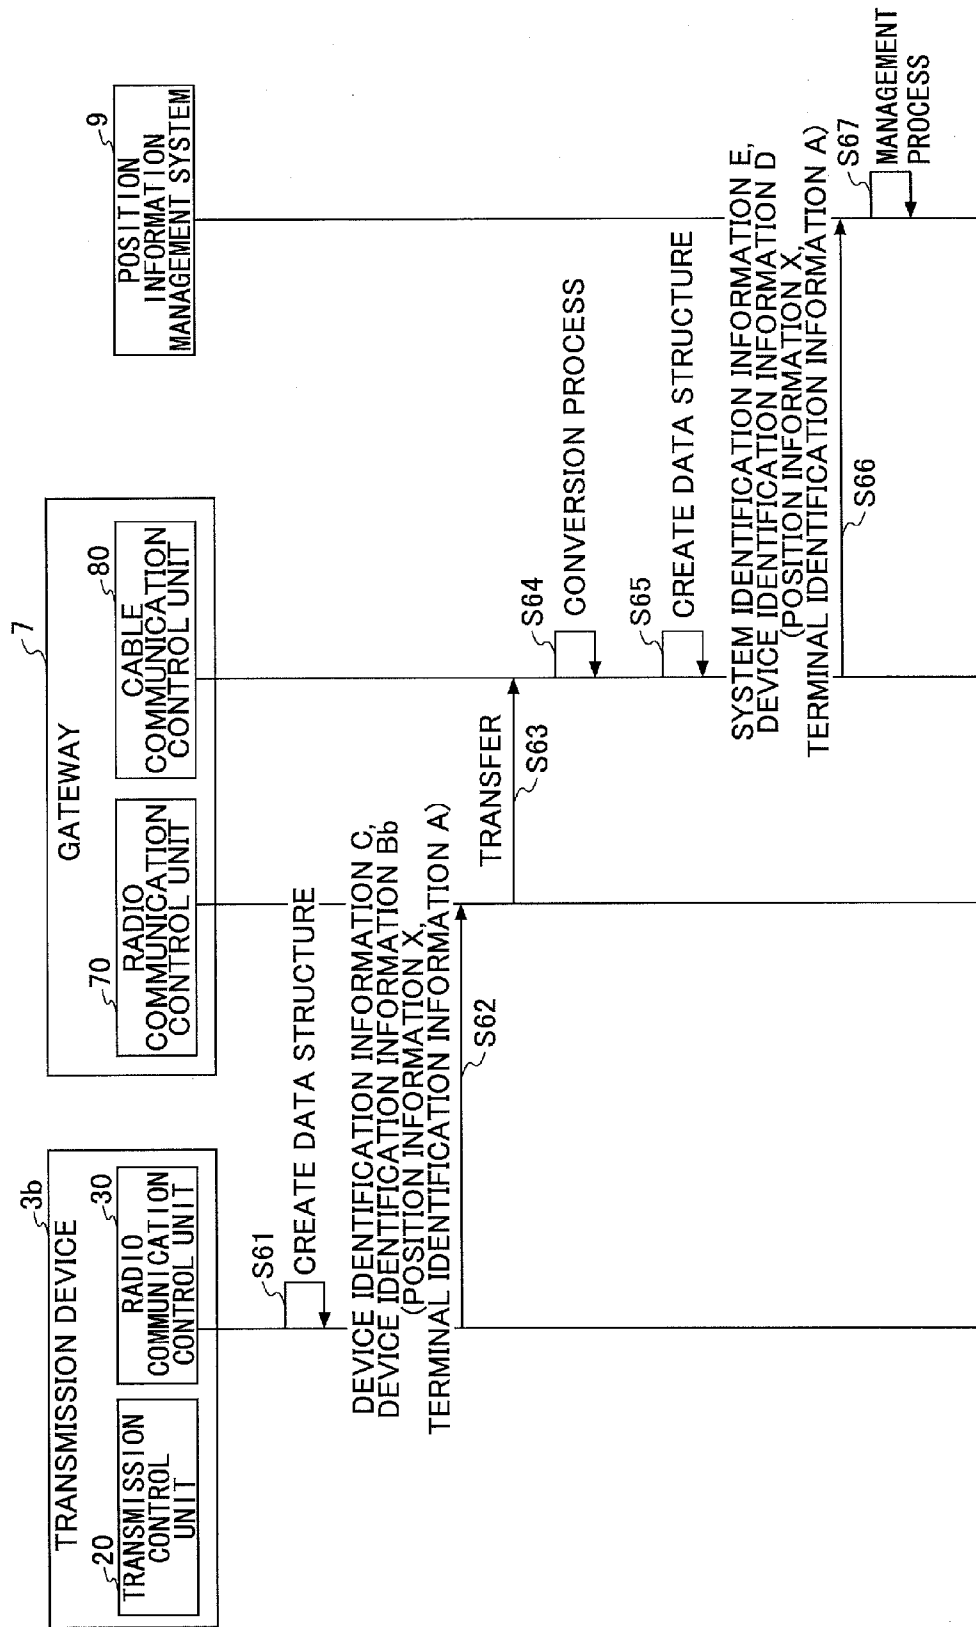 TRANSMISSION DEVICE
3b
20
TRANSMISSION
CONTROL
UNIT
30
RADIO
COMMUNICATION
CONTROL UNIT
GATEWAY
7
70
RADIO
COMMUNICATION
CONTROL UNIT
80
CABLE
COMMUNICATION
CONTROL UNIT
9
POSITION
INFORMATION
MANAGEMENT SYSTEM
S61
CREATE DATA STRUCTURE
DEVICE IDENTIFICATION INFORMATION C,
DEVICE IDENTIFICATION INFORMATION Bb
(POSITION INFORMATION X,
TERMINAL IDENTIFICATION INFORMATION A)
S62
TRANSFER
S63
S64
CONVERSION PROCESS
S65
CREATE DATA STRUCTURE
SYSTEM IDENTIFICATION INFORMATION E,
DEVICE IDENTIFICATION INFORMATION D
(POSITION INFORMATION X,
TERMINAL IDENTIFICATION INFORMATION A)
S66
S67
MANAGEMENT
PROCESS